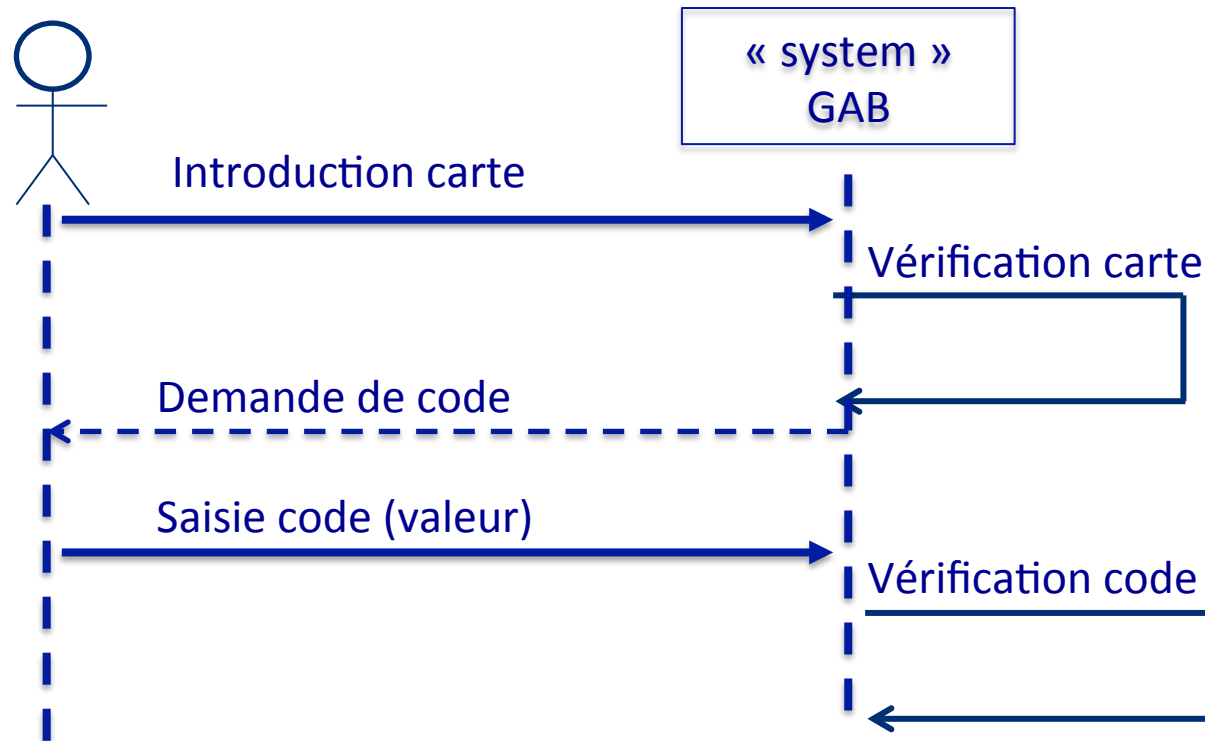 « system »
GAB
Introduction carte
Vérification carte
Demande de code
Saisie code (valeur)
Vérification code